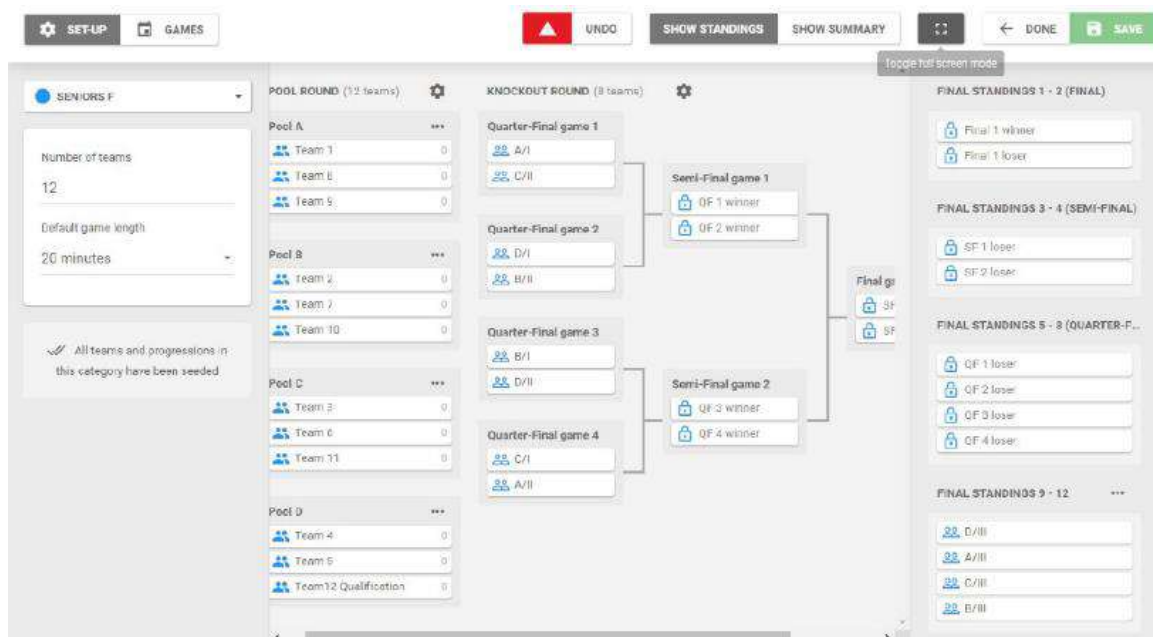 SET-UP
GAMES
UNDO
SHOW STANDINGS
SHOW SUMMARY
DONE
SAVE
Toggle full screen mode
SENIORS F
Number of teams
12
Default game length
20 minutes
All teams and progressions in
this category have been seeded
POOL ROUND (12 teams)
Pool A
Team 1 0
Team 8 0
Team 9 0
Pool B
Team 2 0
Team 7 0
Team 10 0
Pool C
Team 3 0
Team 6 0
Team 11 0
Pool D
Team 4 0
Team 5 0
Team12 Qualification 0
KNOCKOUT ROUND (8 teams)
Quarter-Final game 1
A/I
C/II
Quarter-Final game 2
D/I
B/II
Quarter-Final game 3
B/I
D/II
Quarter-Final game 4
C/I
A/II
Semi-Final game 1
QF 1 winner
QF 2 winner
Semi-Final game 2
QF 3 winner
QF 4 winner
Final ga
SF
SF
FINAL STANDINGS 1 - 2 (FINAL)
Final 1 winner
Final 1 loser
FINAL STANDINGS 3 - 4 (SEMI-FINAL)
SF 1 loser
SF 2 loser
FINAL STANDINGS 5 - 8 (QUARTER-F...
QF 1 loser
QF 2 loser
QF 3 loser
QF 4 loser
FINAL STANDINGS 9 - 12
D/III
A/III
C/III
B/III